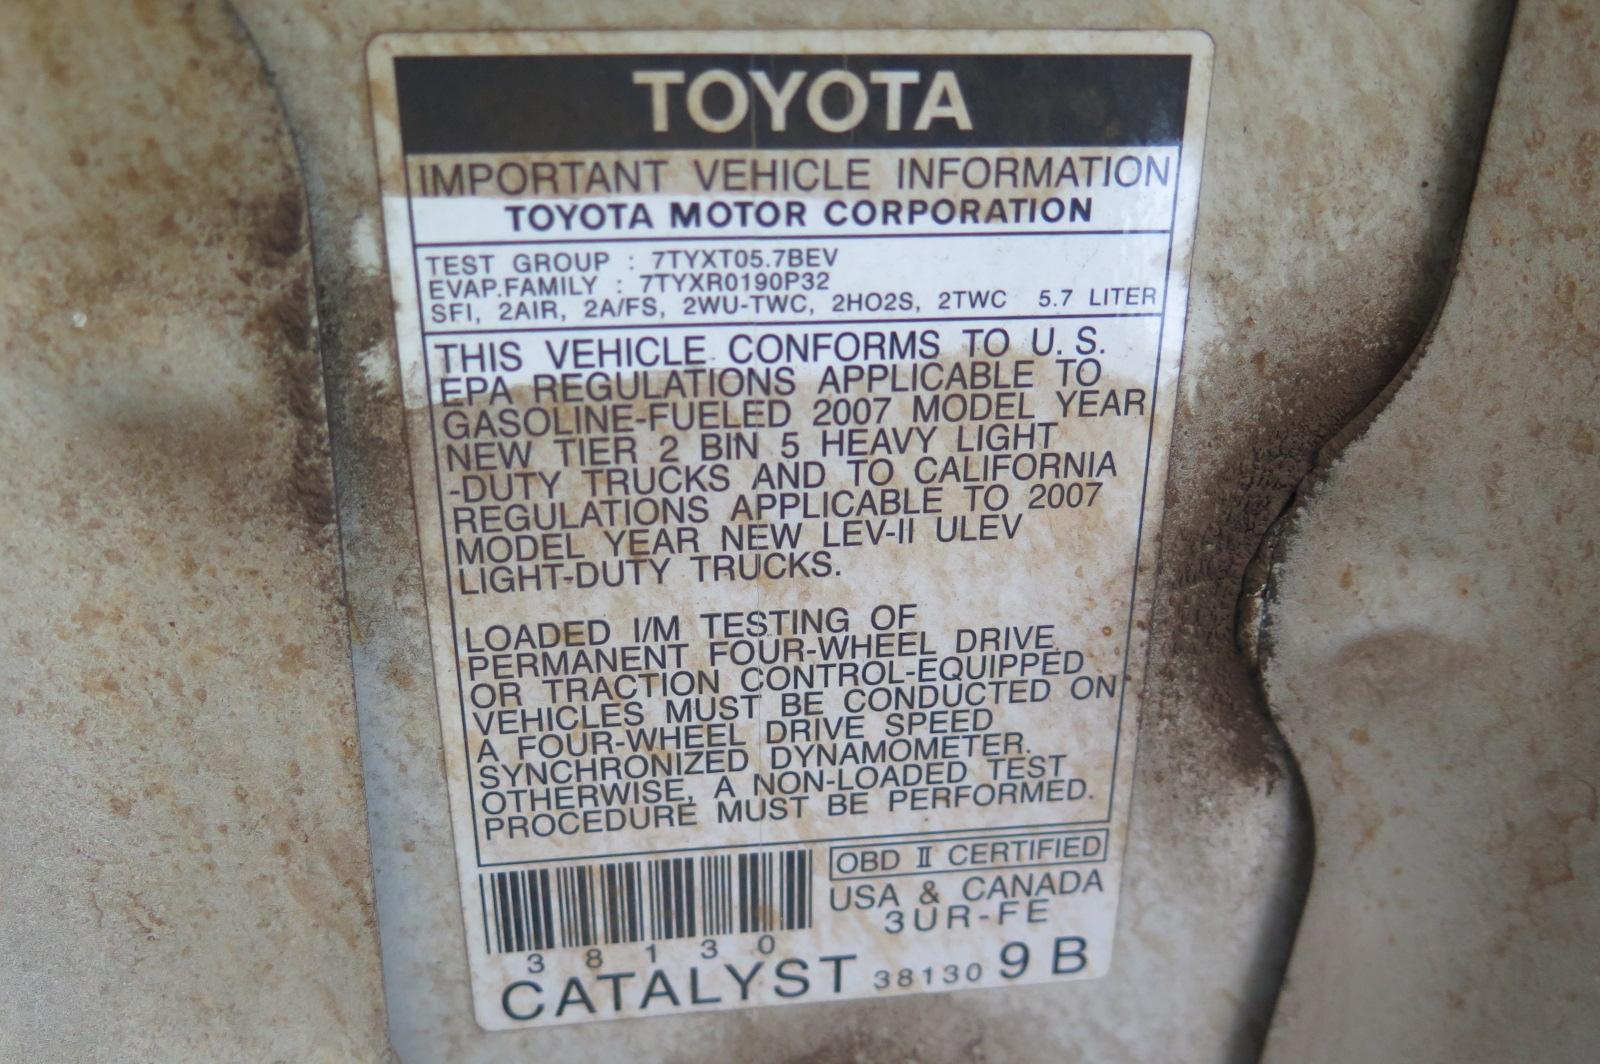 TOYOTA
IMPORTANT VEHICLE INFORMATION
TOYOTA MOTOR CORPORATION
TEST GROUP : 7TYXT05.7BEV
EVAP.FAMILY : 7TYXR0190P32
SFI, 2AIR, 2A/FS, 2WU-TWC, 2HO2S, 2TWC 5.7 LITER
THIS VEHICLE CONFORMS TO U. S.
EPA REGULATIONS APPLICABLE TO
GASOLINE-FUELED 2007 MODEL YEAR
NEW TIER 2 BIN 5 HEAVY LIGHT
-DUTY TRUCKS AND TO CALIFORNIA
REGULATIONS APPLICABLE TO 2007
MODEL YEAR NEW LEV-II ULEV
LIGHT-DUTY TRUCKS.
LOADED I/M TESTING OF
PERMANENT FOUR-WHEEL DRIVE
OR TRACTION CONTROL-EQUIPPED
VEHICLES MUST BE CONDUCTED ON
A FOUR-WHEEL DRIVE SPEED
SYNCHRONIZED DYNAMOMETER.
OTHERWISE, A NON-LOADED TEST
PROCEDURE MUST BE PERFORMED.
OBD II CERTIFIED
USA & CANADA
3UR-FE
38130
CATALYST 38130 9B